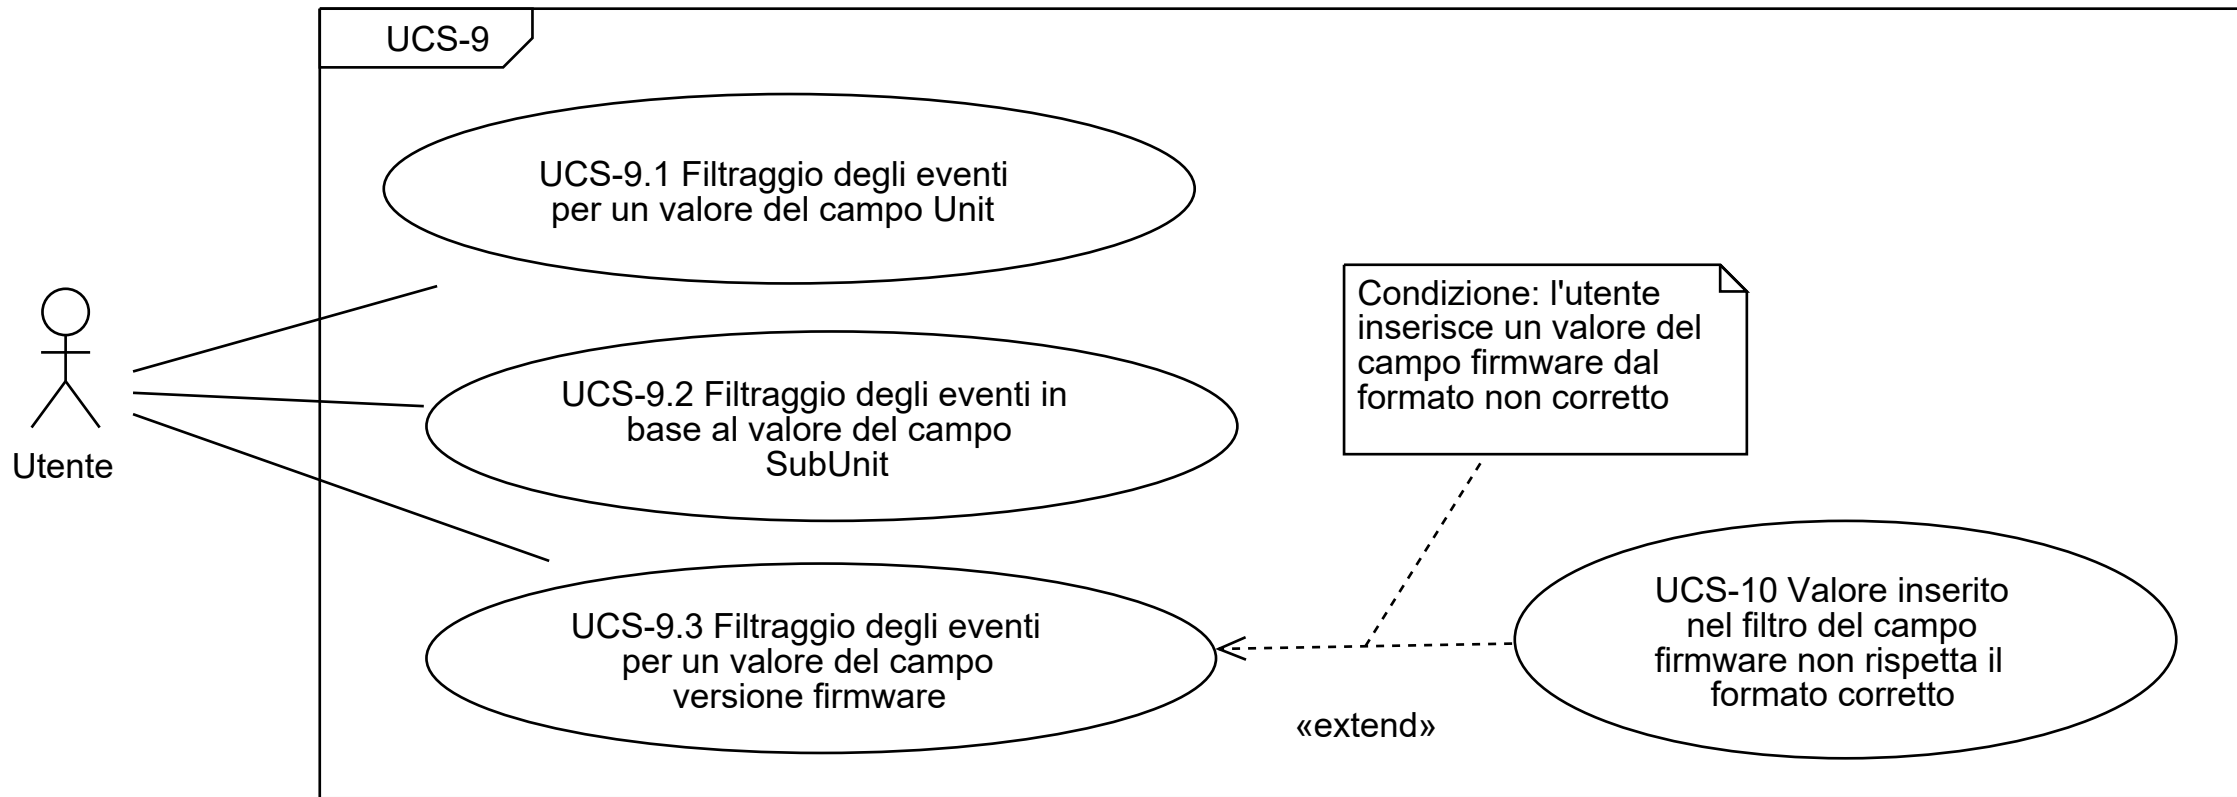 UCS-9
UCS-9.1 Filtraggio degli eventi
per un valore del campo Unit
Condizione: l'utente
inserisce un valore del
campo firmware dal
formato non corretto
UCS-9.2 Filtraggio degli eventi in
base al valore del campo
SubUnit
Utente
UCS-9.3 Filtraggio degli eventi
per un valore del campo
versione firmware
UCS-10 Valore inserito
nel filtro del campo
firmware non rispetta il
formato corretto
«extend»